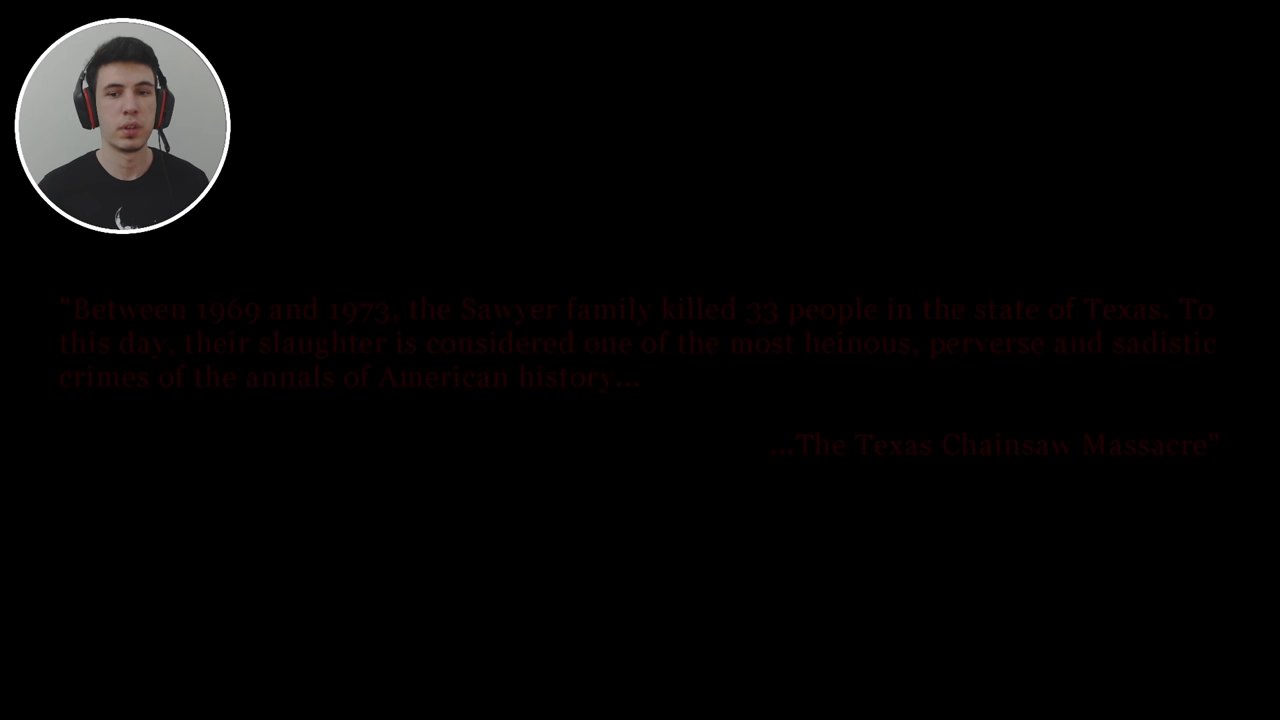 "Between 1969 and 1973, the Sawyer family killed 33 people in the state of Texas. To
this day, their slaughter is considered one of the most heinous, perverse and sadistic
crimes of the annals of American history...
...The Texas Chainsaw Massacre"